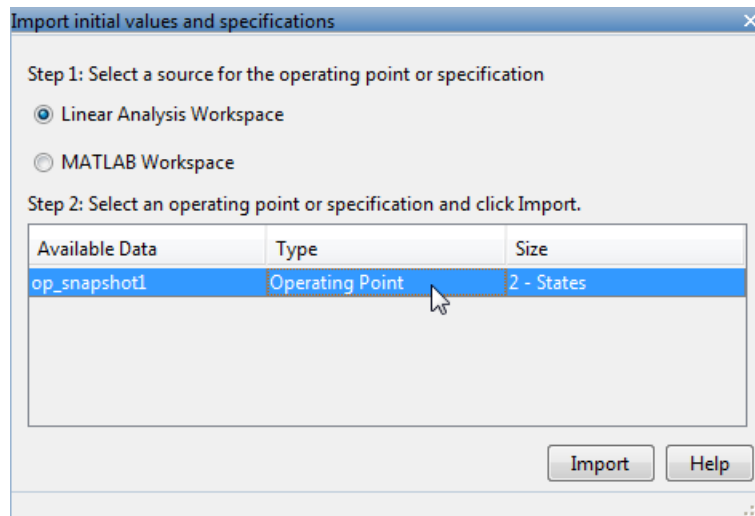 Import initial values and specifications
Step 1: Select a source for the operating point or specification
Linear Analysis Workspace
MATLAB Workspace
Step 2: Select an operating point or specification and click Import.
Available Data Type Size
op_snapshot1 Operating Point 2 - States
Import Help